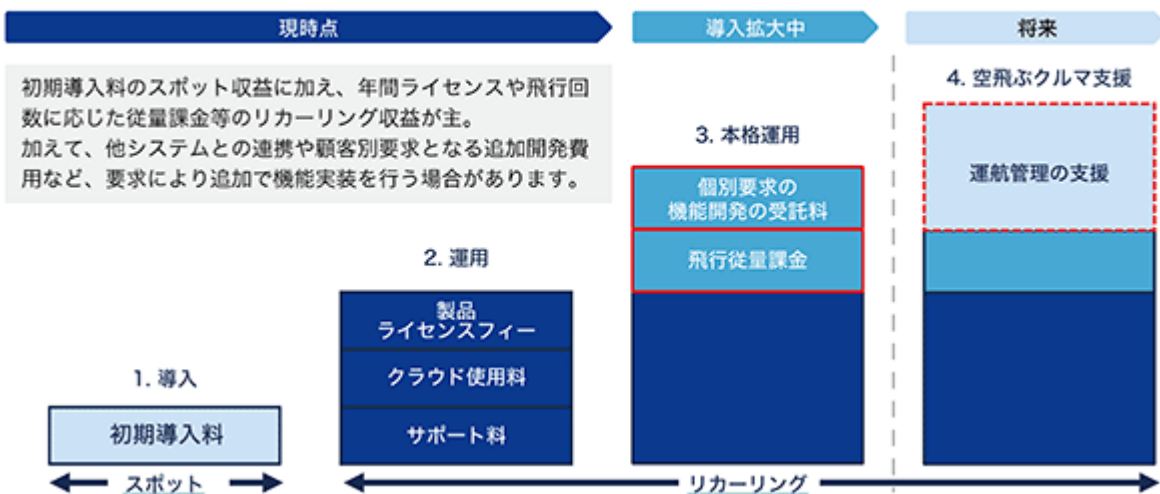 現時点
導入拡大中
将来
初期導入料のスポット収益に加え、年間ライセンスや飛行回
数に応じた従量課金等のリカーリング収益が主。
加えて、他システムとの連携や顧客別要求となる追加開発費
用など、要求により追加で機能実装を行う場合があります。
1. 導入
初期導入料
2. 運用
製品
ライセンスフィー
クラウド使用料
サポート料
3. 本格運用
個別要求の
機能開発の受託料
飛行従量課金
4. 空飛ぶクルマ支援
運航管理の支援
スポット
リカーリング